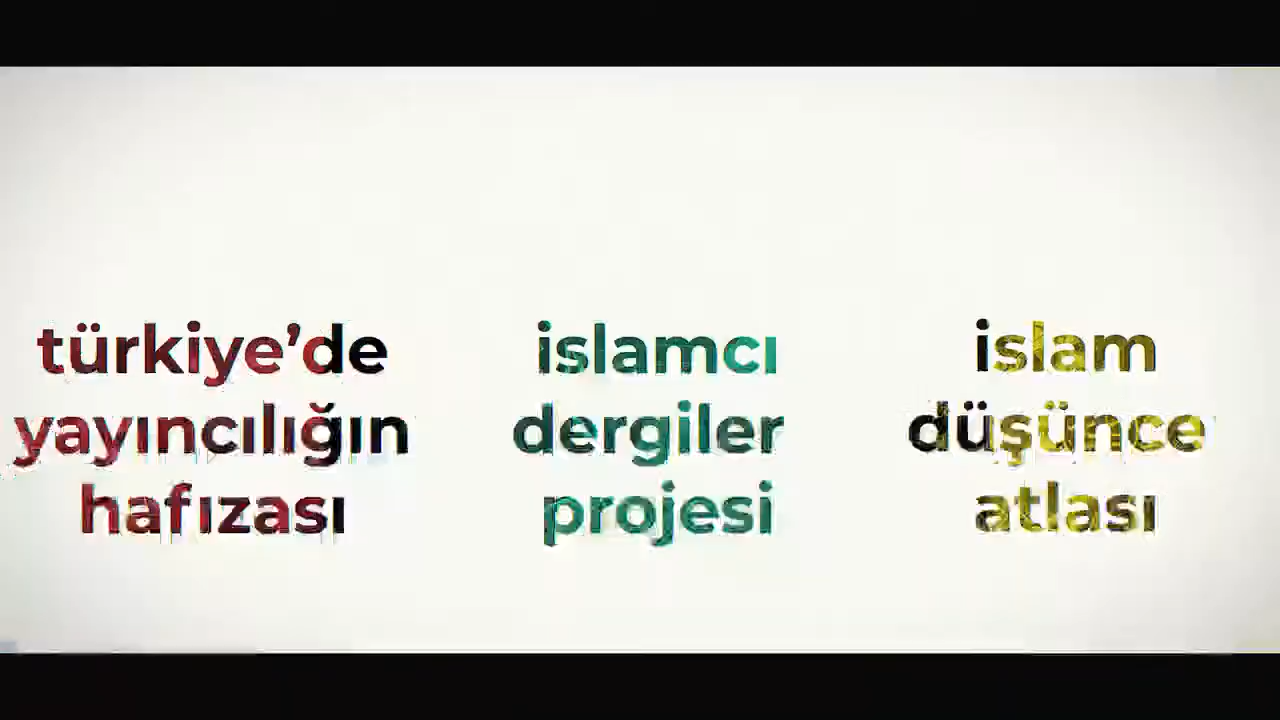 türkiye’de
yayıncılığın
hafızası
islamcı
dergiler
projesi
islam
düşünce
atlası